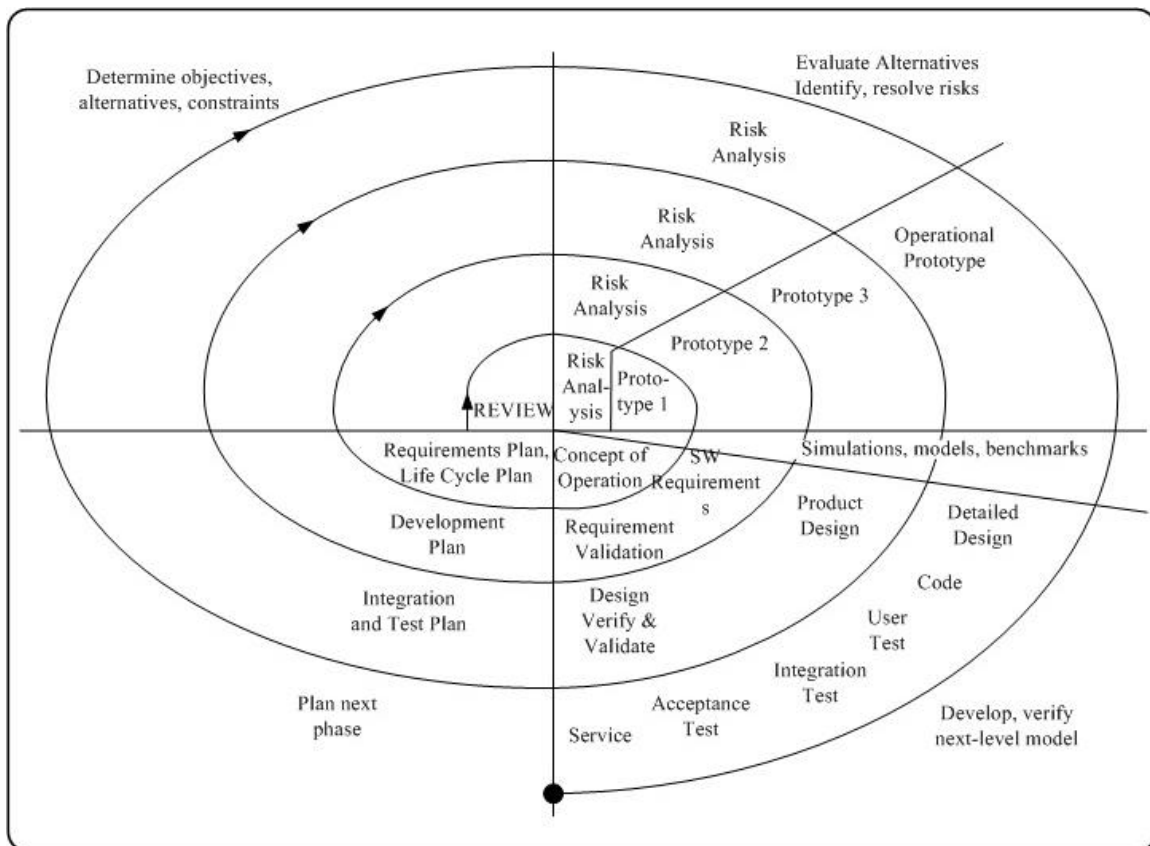 Determine objectives,
alternatives, constraints
Evaluate Alternatives
Identify, resolve risks
Risk
Analysis
Risk
Analysis
Operational
Prototype
Risk
Analysis
Prototype 3
Prototype 2
Risk
Anal-
ysis
Proto-
type 1
REVIEW
Requirements Plan,
Life Cycle Plan
Concept of
Operation
SW
Requirement
s
Simulations, models, benchmarks
Development
Plan
Requirement
Validation
Product
Design
Detailed
Design
Integration
and Test Plan
Design
Verify &
Validate
Code
User
Test
Integration
Test
Plan next
phase
Service
Acceptance
Test
Develop, verify
next-level model